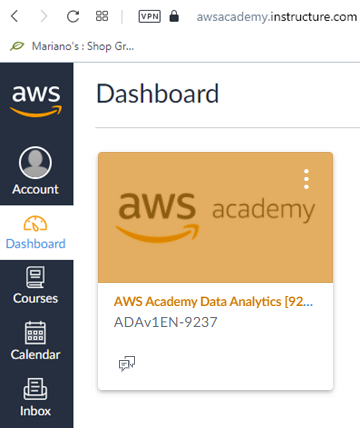 VPN awsacademy.instructure.com
Mariano's : Shop Gr...
aws
Account
Dashboard
Courses
Calendar
Inbox
Dashboard
aws academy
AWS Academy Data Analytics [92...
ADAv1EN-9237